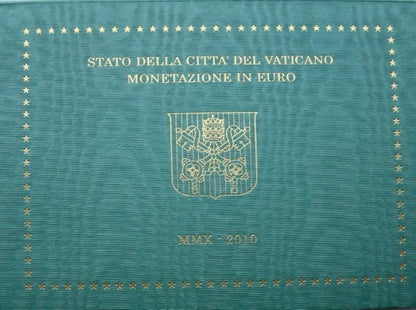 STATO DELLA CITTA' DEL VATICANO
MONETAZIONE IN EURO
MMX - 2010